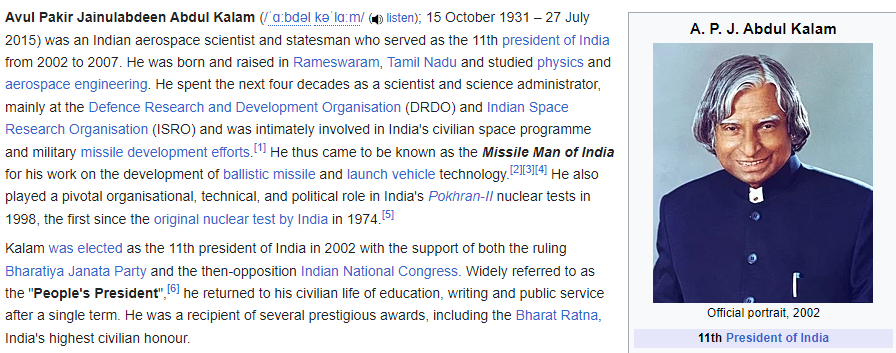 Avul Pakir Jainulabdeen Abdul Kalam (/ˈɑːbdəl kəˈlɑːm/ (listen); 15 October 1931 – 27 July
2015) was an Indian aerospace scientist and statesman who served as the 11th president of India
from 2002 to 2007. He was born and raised in Rameswaram, Tamil Nadu and studied physics and
aerospace engineering. He spent the next four decades as a scientist and science administrator,
mainly at the Defence Research and Development Organisation (DRDO) and Indian Space
Research Organisation (ISRO) and was intimately involved in India's civilian space programme
and military missile development efforts.[1] He thus came to be known as the Missile Man of India
for his work on the development of ballistic missile and launch vehicle technology.[2][3][4] He also
played a pivotal organisational, technical, and political role in India's Pokhran-II nuclear tests in
1998, the first since the original nuclear test by India in 1974.[5]
Kalam was elected as the 11th president of India in 2002 with the support of both the ruling
Bharatiya Janata Party and the then-opposition Indian National Congress. Widely referred to as
the "People's President",[6] he returned to his civilian life of education, writing and public service
after a single term. He was a recipient of several prestigious awards, including the Bharat Ratna,
India's highest civilian honour.
A. P. J. Abdul Kalam
Official portrait, 2002
11th President of India